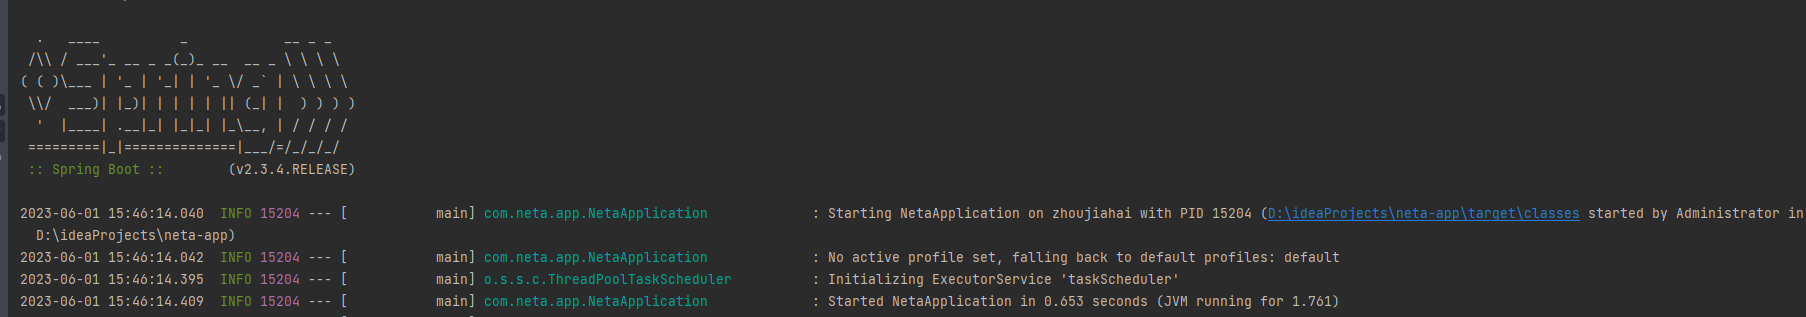 .   ____          _            __ _ _
 /\\ / ___'_ __ _ _(_)_ __  __ _ \ \ \ \
( ( )\___ | '_ | '_| | '_ \/ _` | \ \ \ \
 \\/  ___)| |_)| | | | | || (_| |  ) ) ) )
  '  |____| .__|_| |_|_| |_\__, | / / / /
 =========|_|==============|___/=/_/_/_/
 :: Spring Boot ::        (v2.3.4.RELEASE)
2023-06-01 15:46:14.040  INFO 15204 --- [           main] com.neta.app.NetaApplication             : Starting NetaApplication on zhoujiahai with PID 15204 (D:\ideaProjects\neta-app\target\classes started by Administrator in
D:\ideaProjects\neta-app)
2023-06-01 15:46:14.042  INFO 15204 --- [           main] com.neta.app.NetaApplication             : No active profile set, falling back to default profiles: default
2023-06-01 15:46:14.395  INFO 15204 --- [           main] o.s.s.c.ThreadPoolTaskScheduler          : Initializing ExecutorService 'taskScheduler'
2023-06-01 15:46:14.409  INFO 15204 --- [           main] com.neta.app.NetaApplication             : Started NetaApplication in 0.653 seconds (JVM running for 1.761)